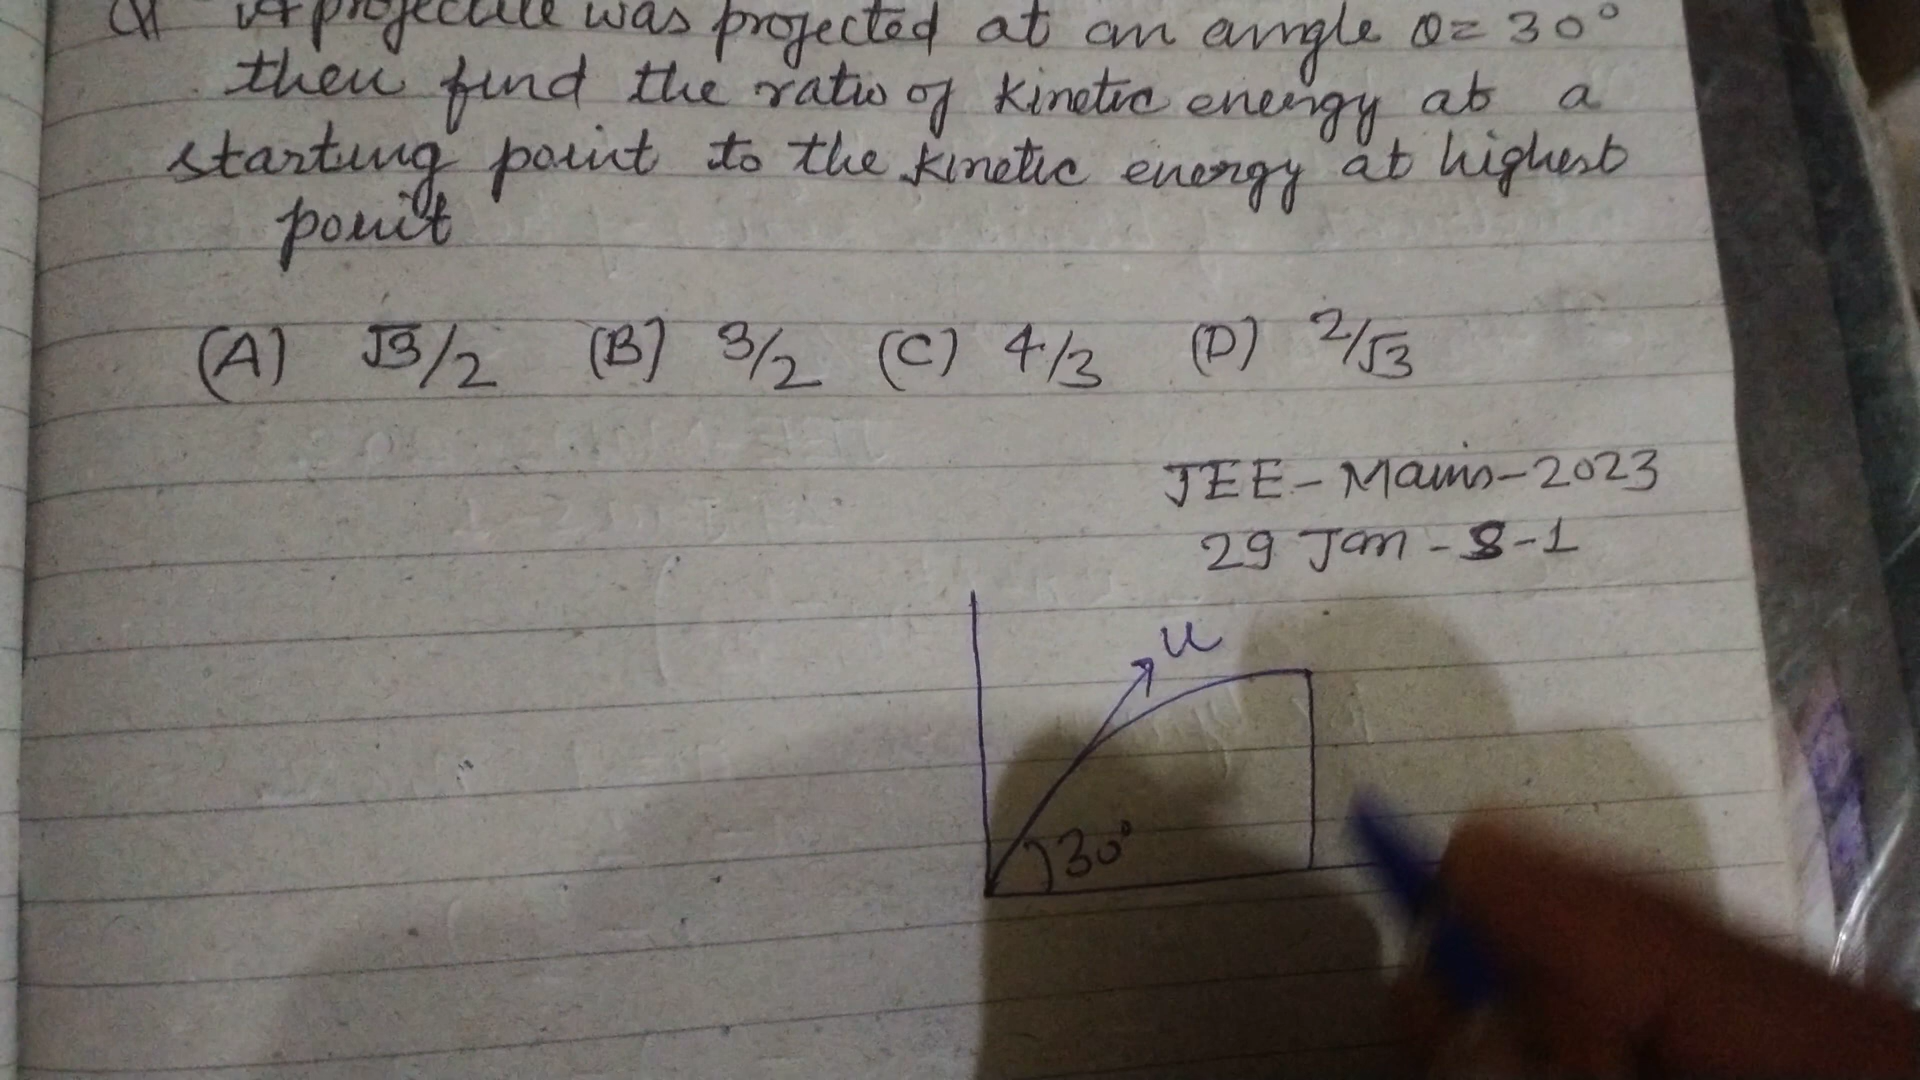 Q A projectile was projected at an angle θ = 30°
then find the ratio of kinetic energy at a
starting point to the kinetic energy at highest
point
(A) √3/2 (B) 3/2 (C) 4/3 (D) 2/√3
JEE-Mains-2023
29 Jan - S-1
u
30°